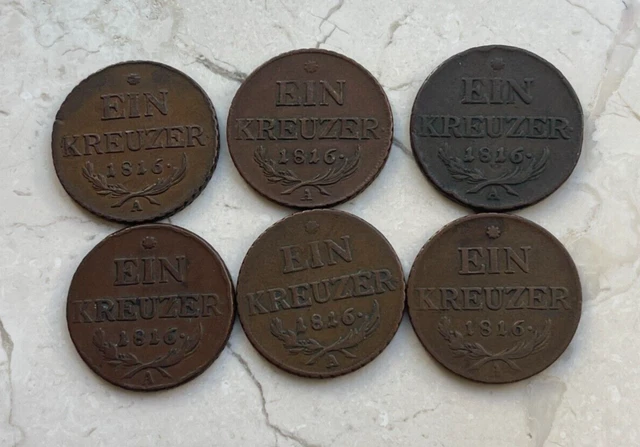 EIN
KREUZER
1816.
A
EIN
KREUZER
1816.
A
EIN
KREUZER
1816.
A
EIN
KREUZER
1816.
A
EIN
KREUZER
1816.
A
EIN
KREUZER
1816.
A